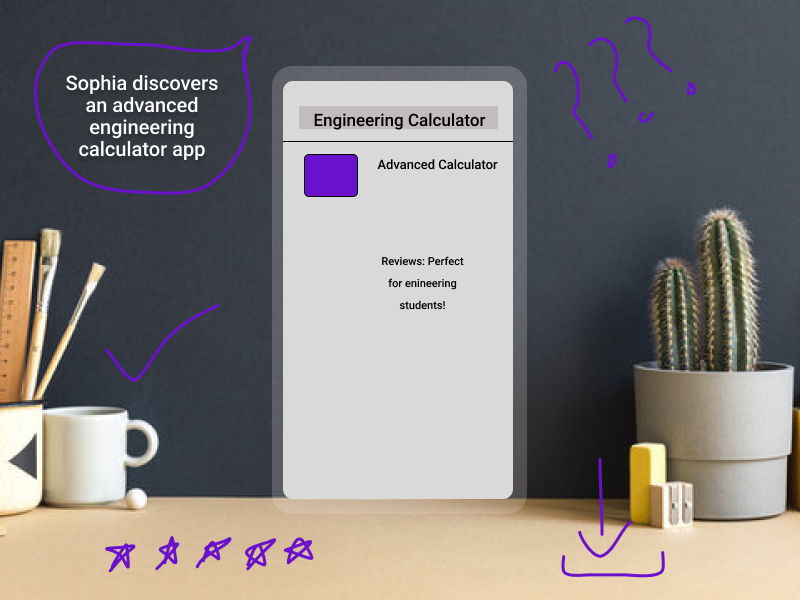 Sophia discovers
an advanced
engineering
calculator app
Engineering Calculator
Advanced Calculator
Reviews: Perfect
for enineering
students!